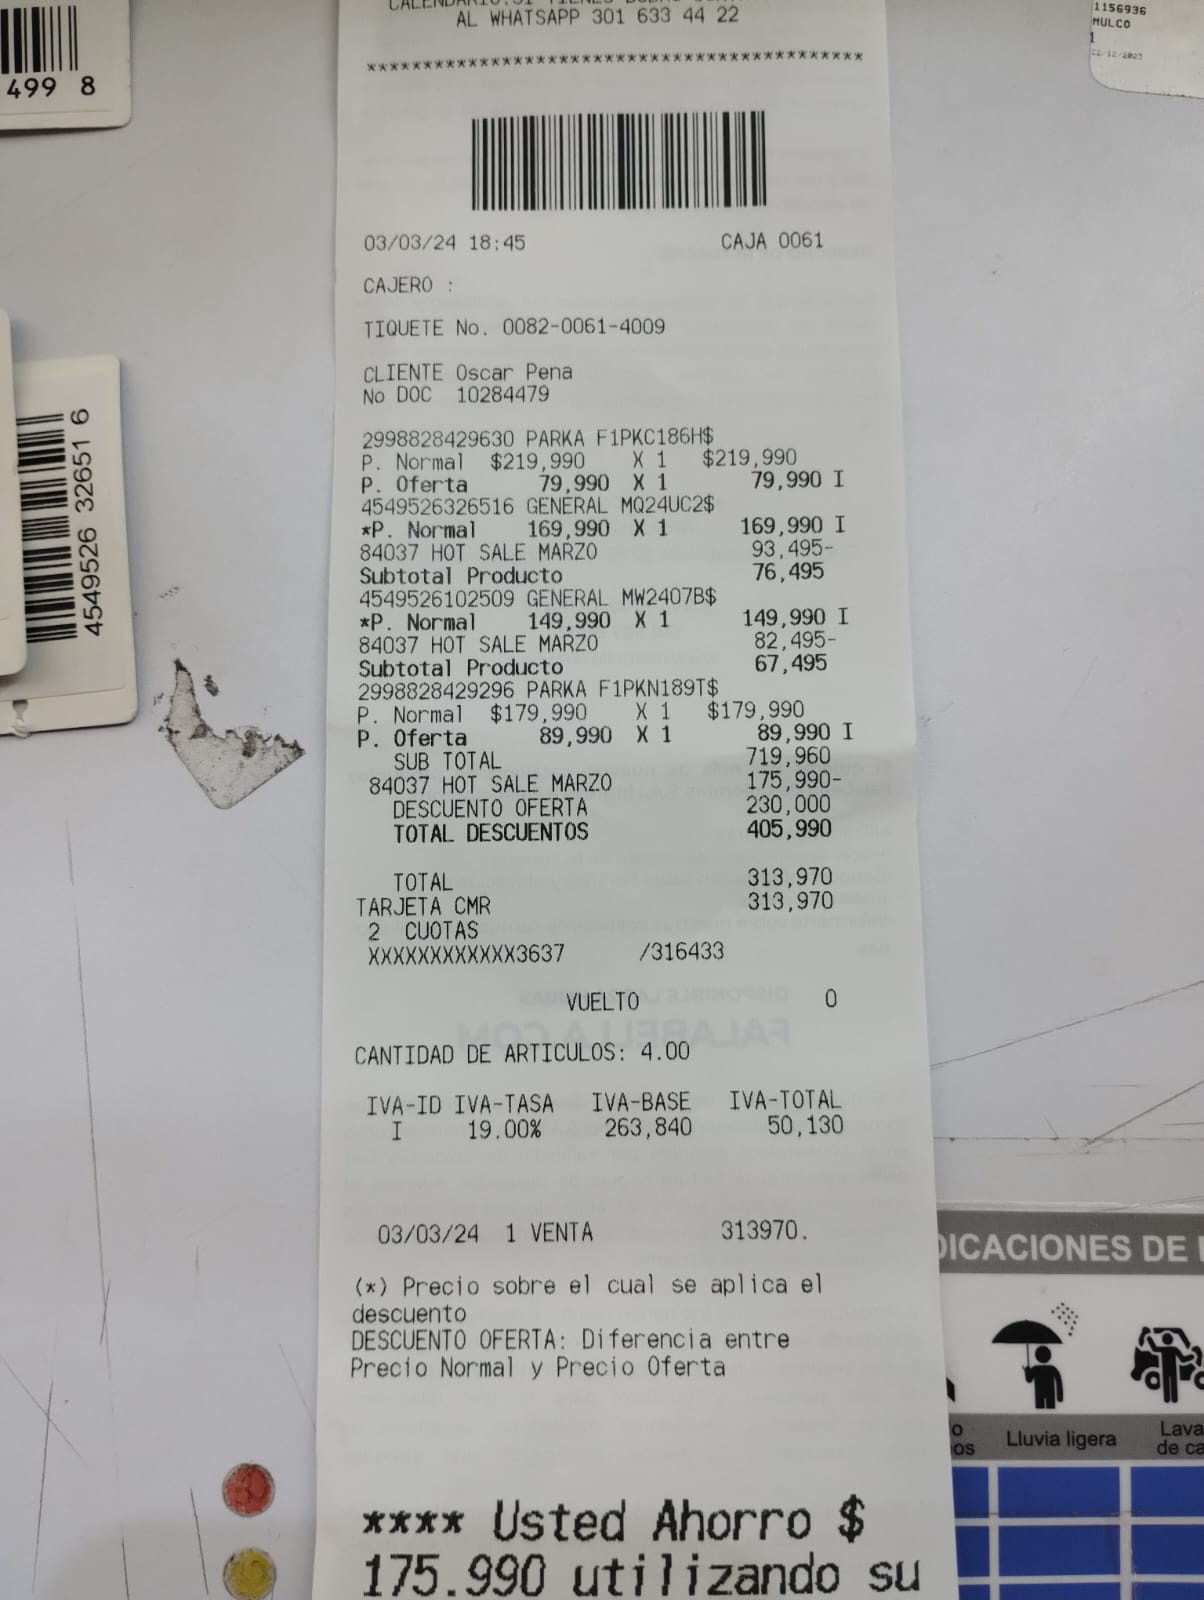 AL WHATSAPP 301 633 44 22
******************************************
03/03/24 18:45 CAJA 0061
CAJERO :
TIQUETE No. 0082-0061-4009
CLIENTE Oscar Pena
No DOC 10284479
2998828429630 PARKA F1PKC186H$
P. Normal $219,990 X 1 $219,990
P. Oferta 79,990 X 1 79,990 I
4549526326516 GENERAL MQ24UC2$
*P. Normal 169,990 X 1 169,990 I
84037 HOT SALE MARZO 93,495-
Subtotal Producto 76,495
4549526102509 GENERAL MW2407B$
*P. Normal 149,990 X 1 149,990 I
84037 HOT SALE MARZO 82,495-
Subtotal Producto 67,495
2998828429296 PARKA F1PKN189T$
P. Normal $179,990 X 1 $179,990
P. Oferta 89,990 X 1 89,990 I
SUB TOTAL 719,960
84037 HOT SALE MARZO 175,990-
DESCUENTO OFERTA 230,000
TOTAL DESCUENTOS 405,990
TOTAL 313,970
TARJETA CMR 313,970
2 CUOTAS
XXXXXXXXXXXX3637 /316433
VUELTO 0
CANTIDAD DE ARTICULOS: 4.00
IVA-ID IVA-TASA IVA-BASE IVA-TOTAL
I 19.00% 263,840 50,130
03/03/24 1 VENTA 313970.
(*) Precio sobre el cual se aplica el
descuento
DESCUENTO OFERTA: Diferencia entre
Precio Normal y Precio Oferta
**** Usted Ahorro $
175.990 utilizando su
499 8
4549526 326516
1156936
MULCO
1
DICACIONES DE
Lluvia ligera
Lava
de ca